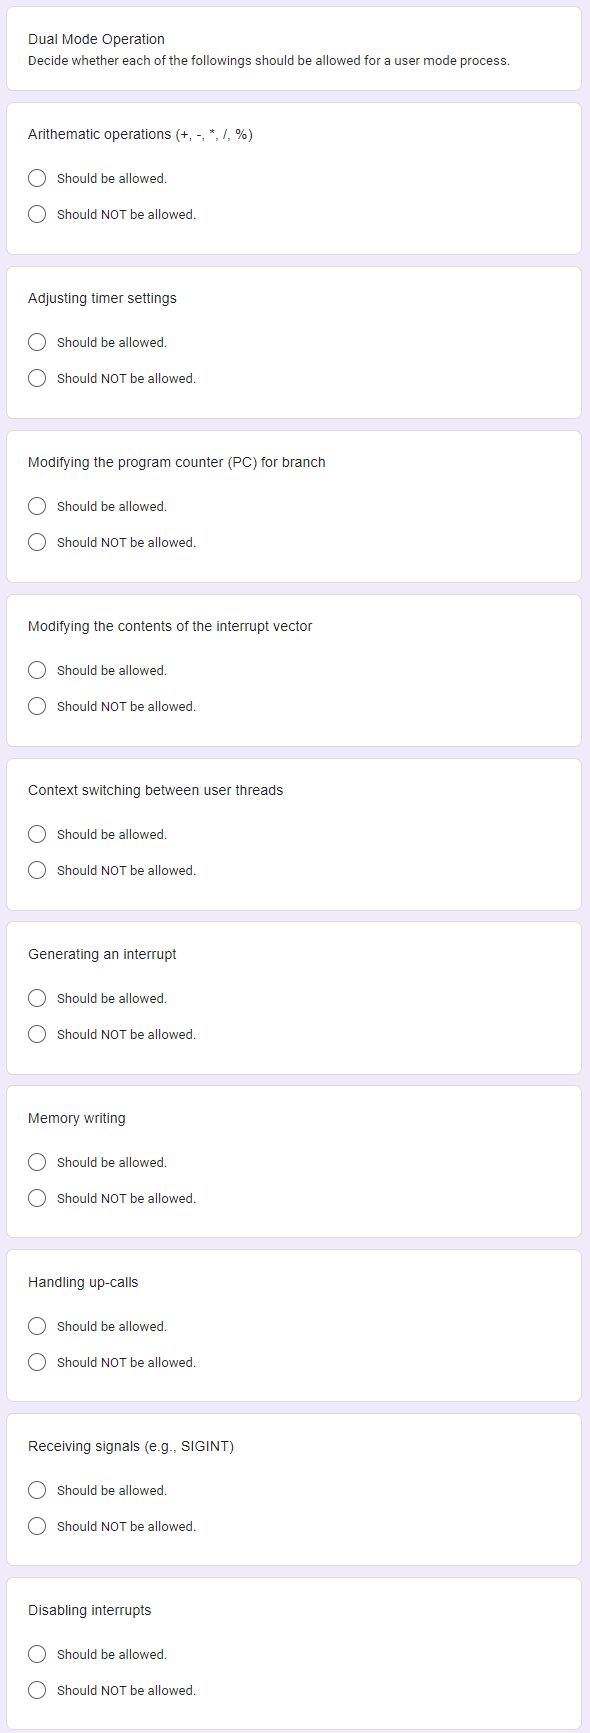 Dual Mode Operation
Decide whether each of the followings should be allowed for a user mode process.
Arithematic operations (+, -, *, /, %)
Should be allowed.
Should NOT be allowed.
Adjusting timer settings
Should be allowed.
Should NOT be allowed.
Modifying the program counter (PC) for branch
Should be allowed.
Should NOT be allowed.
Modifying the contents of the interrupt vector
Should be allowed.
Should NOT be allowed.
Context switching between user threads
Should be allowed.
Should NOT be allowed.
Generating an interrupt
Should be allowed.
Should NOT be allowed.
Memory writing
Should be allowed.
Should NOT be allowed.
Handling up-calls
Should be allowed.
Should NOT be allowed.
Receiving signals (e.g., SIGINT)
Should be allowed.
Should NOT be allowed.
Disabling interrupts
Should be allowed.
Should NOT be allowed.